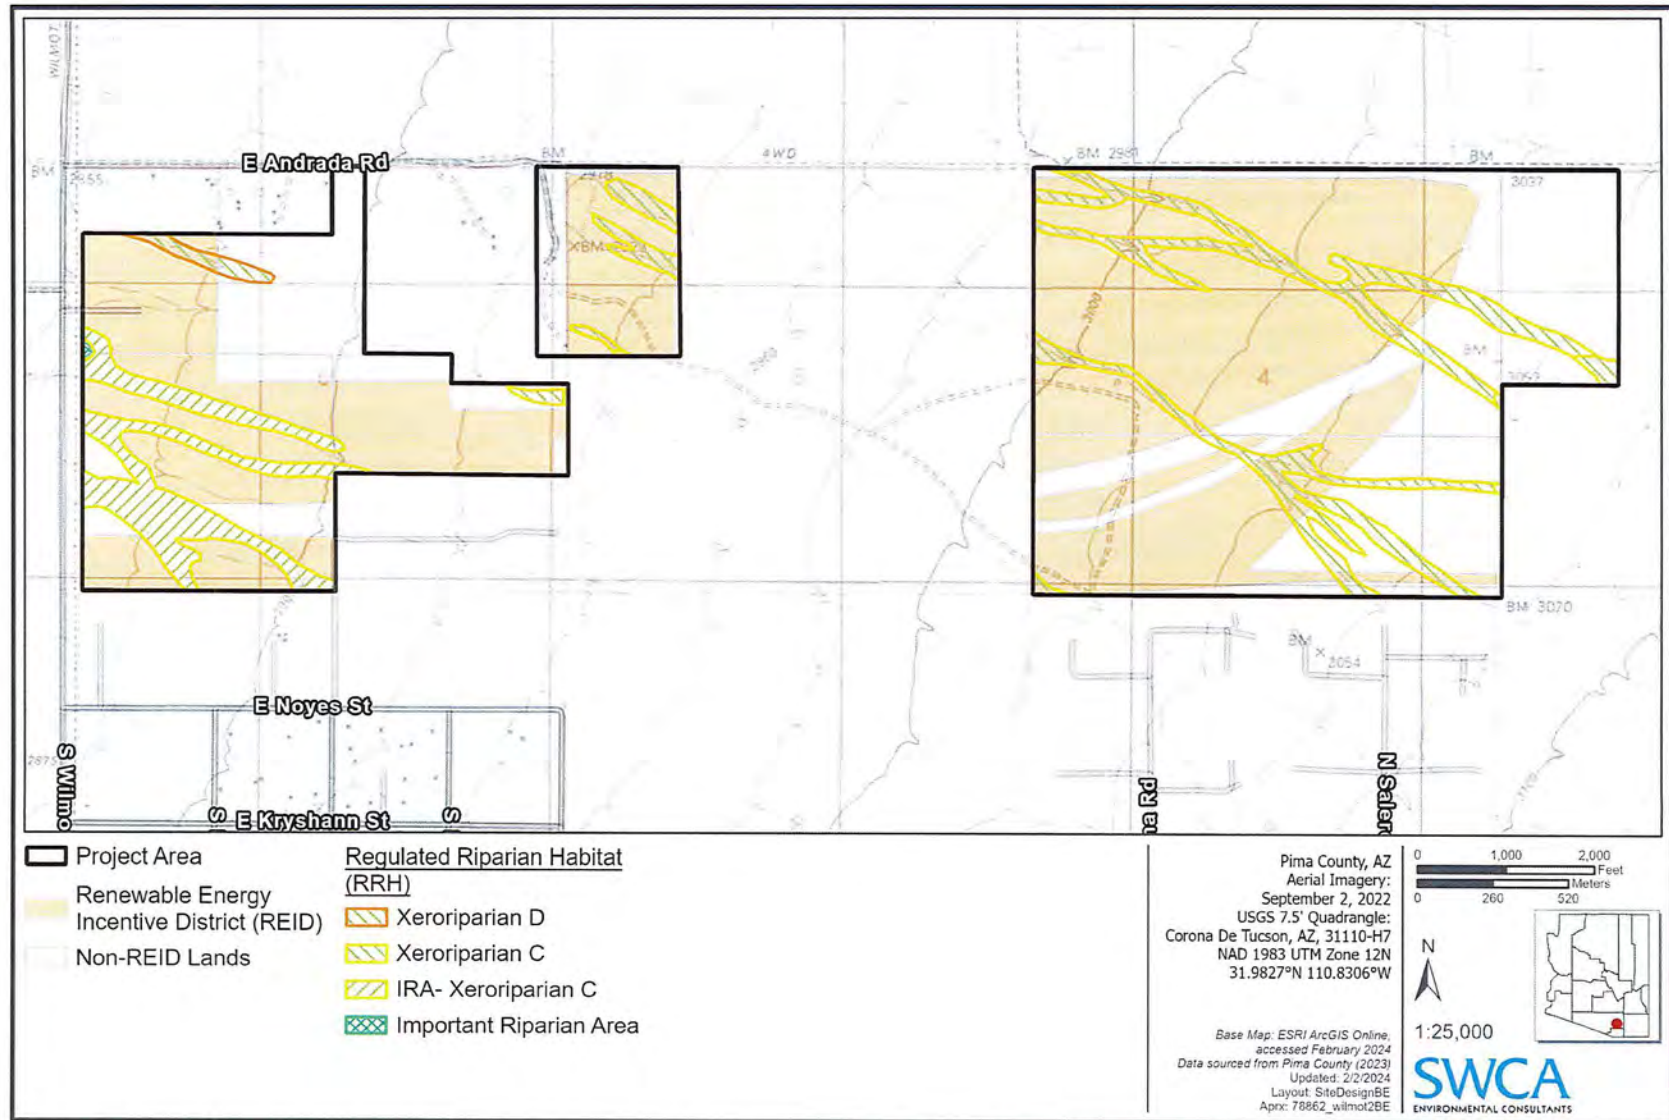 WILMOT
E Andrada Rd
BM
4WD
BM 2981
BM
BM
2855
3037
3100
BM
4
BM 3070
BM
3054
E Noyes St
2875
S Wilmo
S
E Kryshann St
S
N Saler
Project Area
Renewable Energy
Incentive District (REID)
Non-REID Lands
Regulated Riparian Habitat
(RRH)
Xeroriparian D
Xeroriparian C
IRA- Xeroriparian C
Important Riparian Area
Pima County, AZ
Aerial Imagery:
September 2, 2022
USGS 7.5' Quadrangle:
Corona De Tucson, AZ, 31110-H7
NAD 1983 UTM Zone 12N
31.9827°N 110.8306°W
Base Map: ESRI ArcGIS Online,
accessed February 2024
Data sourced from Pima County (2023)
Updated: 2/2/2024
Layout: SiteDesignBE
Aprx: 78862_wilmot2BE
0 1,000 2,000
Feet
Meters
0 260 520
N
1:25,000
SWCA
ENVIRONMENTAL CONSULTANTS